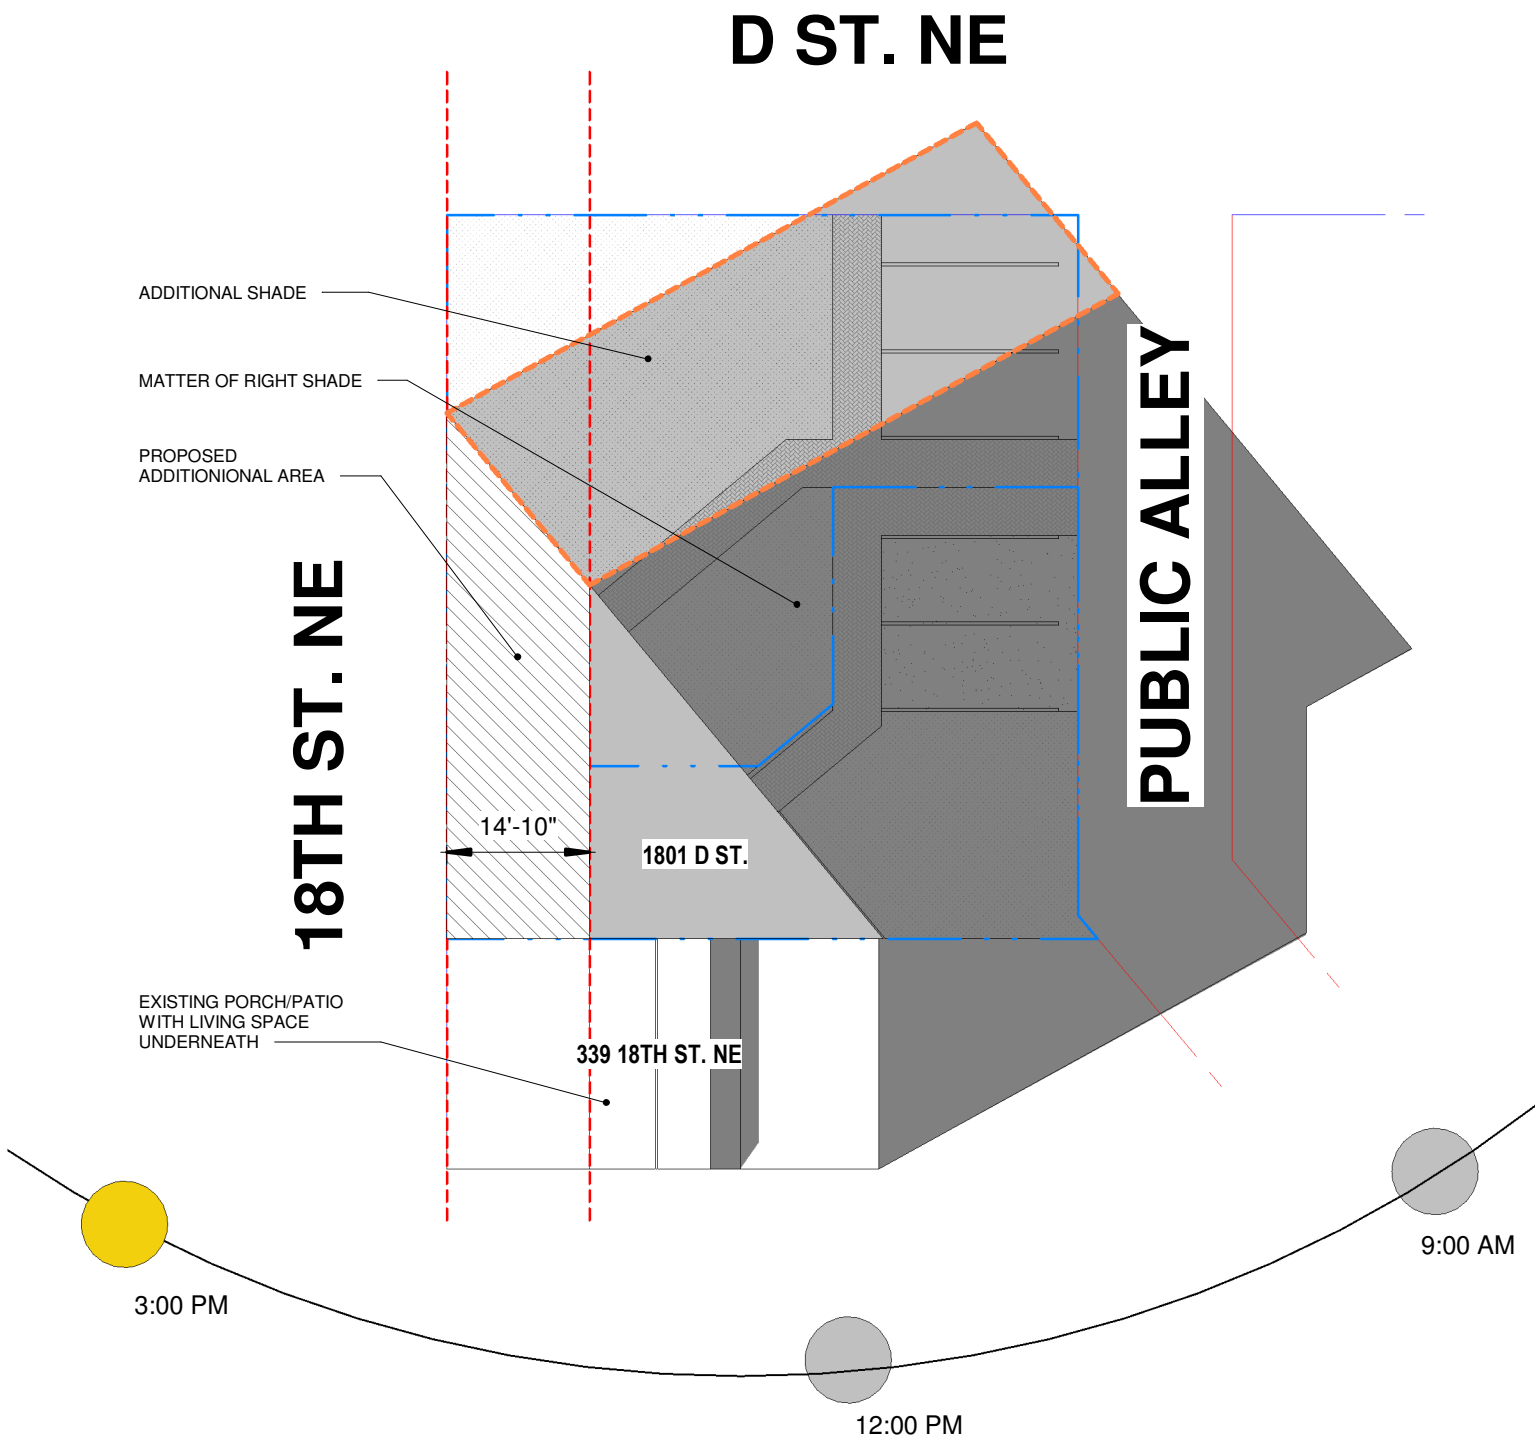 D ST. NE
ADDITIONAL SHADE
MATTER OF RIGHT SHADE
PROPOSED
ADDITIONIONAL AREA
18TH ST. NE
PUBLIC ALLEY
14'-10"
1801 D ST.
EXISTING PORCH/PATIO
WITH LIVING SPACE
UNDERNEATH
339 18TH ST. NE
3:00 PM
12:00 PM
9:00 AM